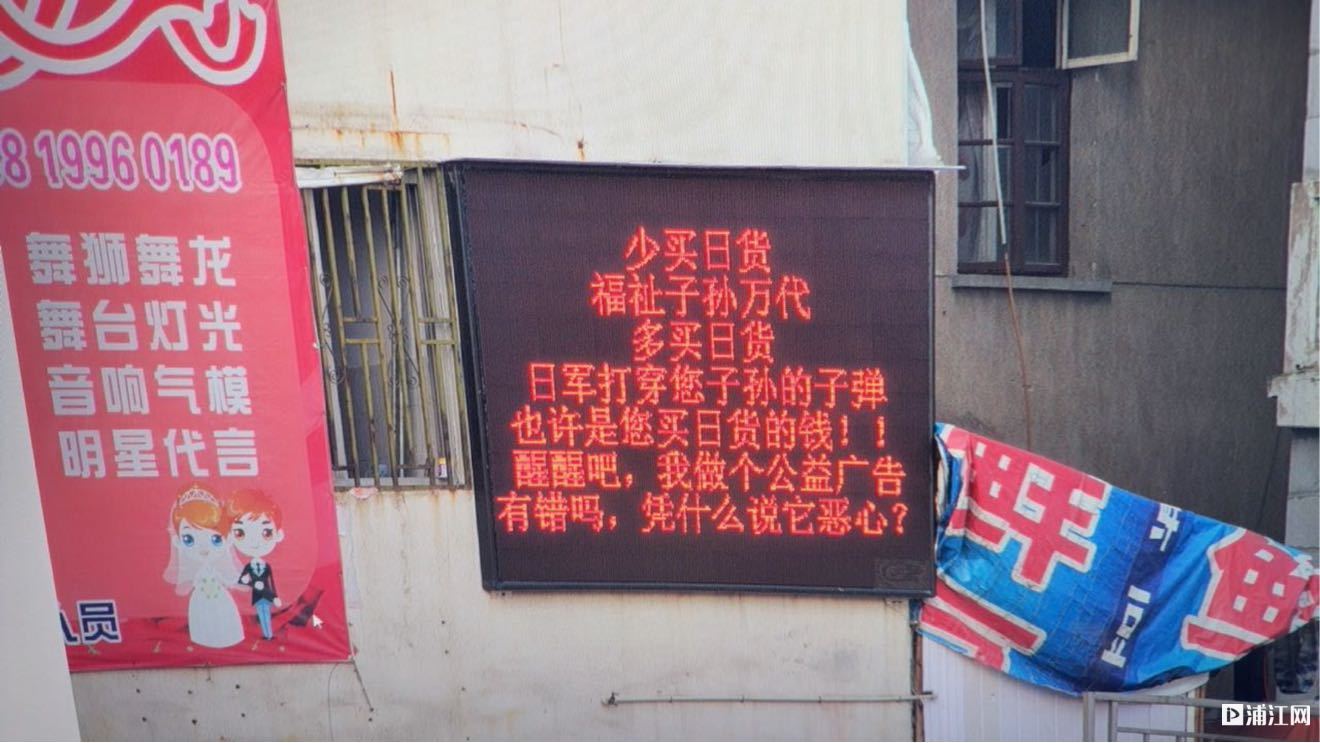 8 1996 0189
舞狮舞龙
舞台灯光
音响气模
明星代言
人员
少买日货
福祉子孙万代
多买日货
日军打穿您子孙的子弹
也许是您买日货的钱！！
醒醒吧，我做个公益广告
有错吗，凭什么说它恶心？
浦江网